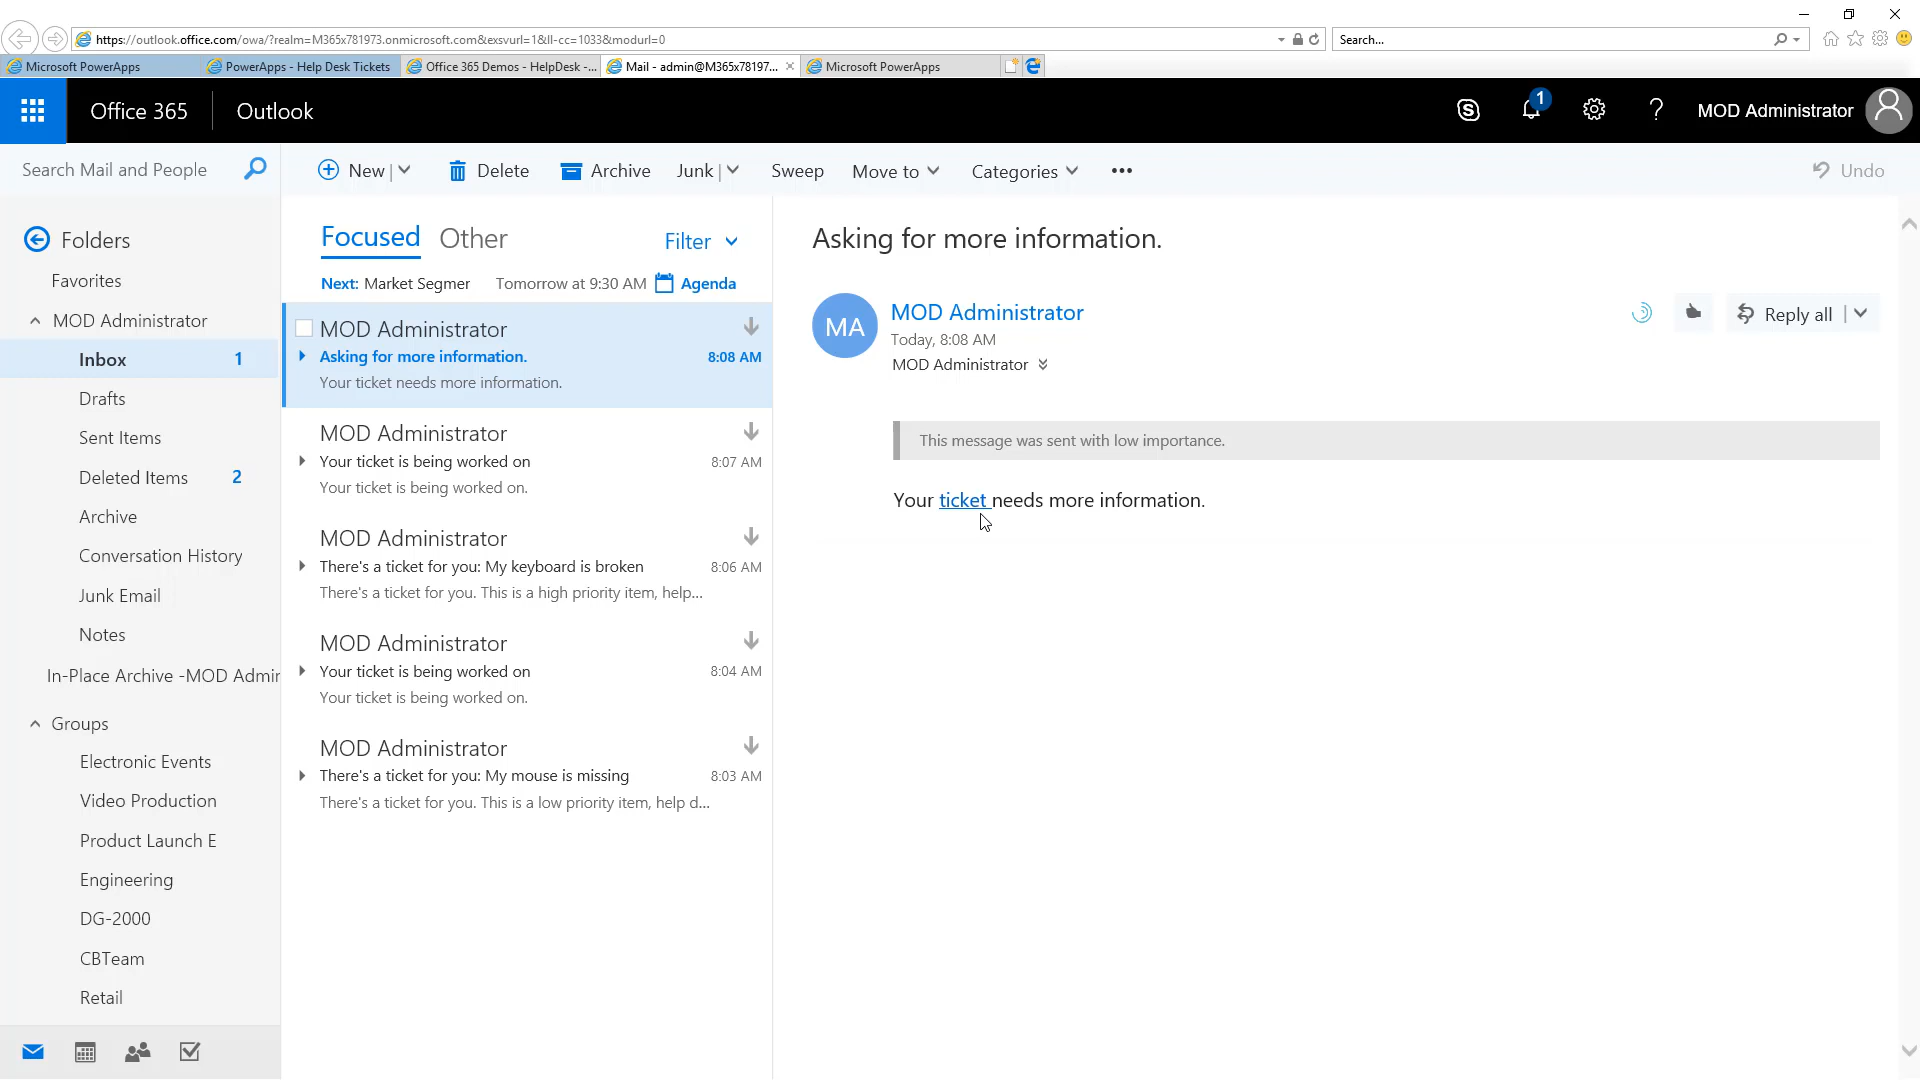 https://outlook.office.com/owa/?realm=M365x781973.onmicrosoft.com&exsvurl=1&ll-cc=1033&modurl=0
Search...
Microsoft PowerApps
PowerApps - Help Desk Tickets
Office 365 Demos - HelpDesk -...
Mail - admin@M365x78197...
Microsoft PowerApps
Office 365
Outlook
1
MOD Administrator
Search Mail and People
New
Delete
Archive
Junk
Sweep
Move to
Categories
Undo
Folders
Favorites
MOD Administrator
Inbox 1
Drafts
Sent Items
Deleted Items 2
Archive
Conversation History
Junk Email
Notes
In-Place Archive -MOD Admir
Groups
Electronic Events
Video Production
Product Launch E
Engineering
DG-2000
CBTeam
Retail
Focused Other Filter
Next: Market Segmer Tomorrow at 9:30 AM Agenda
MOD Administrator
Asking for more information. 8:08 AM
Your ticket needs more information.
MOD Administrator
Your ticket is being worked on 8:07 AM
Your ticket is being worked on.
MOD Administrator
There's a ticket for you: My keyboard is broken 8:06 AM
There's a ticket for you. This is a high priority item, help...
MOD Administrator
Your ticket is being worked on 8:04 AM
Your ticket is being worked on.
MOD Administrator
There's a ticket for you: My mouse is missing 8:03 AM
There's a ticket for you. This is a low priority item, help d...
Asking for more information.
MA
MOD Administrator
Today, 8:08 AM
MOD Administrator
Reply all
This message was sent with low importance.
Your ticket needs more information.